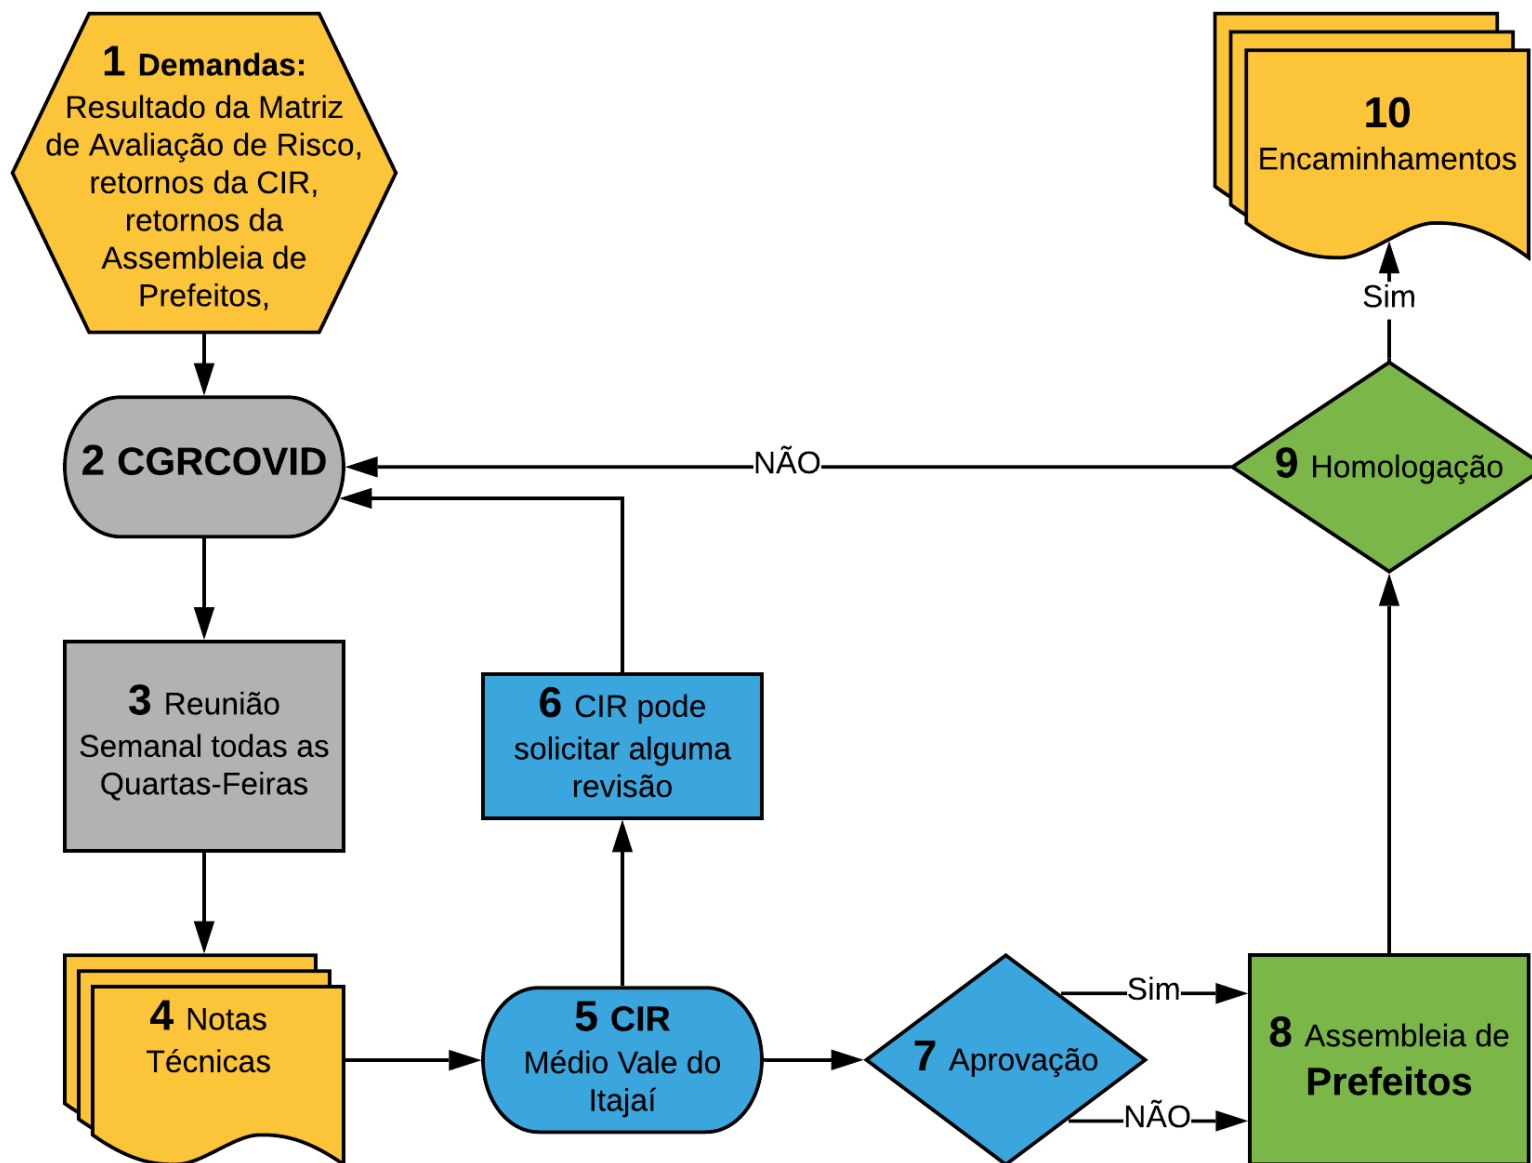 1 Demandas:
Resultado da Matriz
de Avaliação de Risco,
retornos da CIR,
retornos da
Assembleia de
Prefeitos,
2 CGRCOVID
3 Reunião
Semanal todas as
Quartas-Feiras
4 Notas
Técnicas
5 CIR
Médio Vale do
Itajaí
6 CIR pode
solicitar alguma
revisão
7 Aprovação
Sim
NÃO
8 Assembleia de
Prefeitos
9 Homologação
NÃO
Sim
10
Encaminhamentos